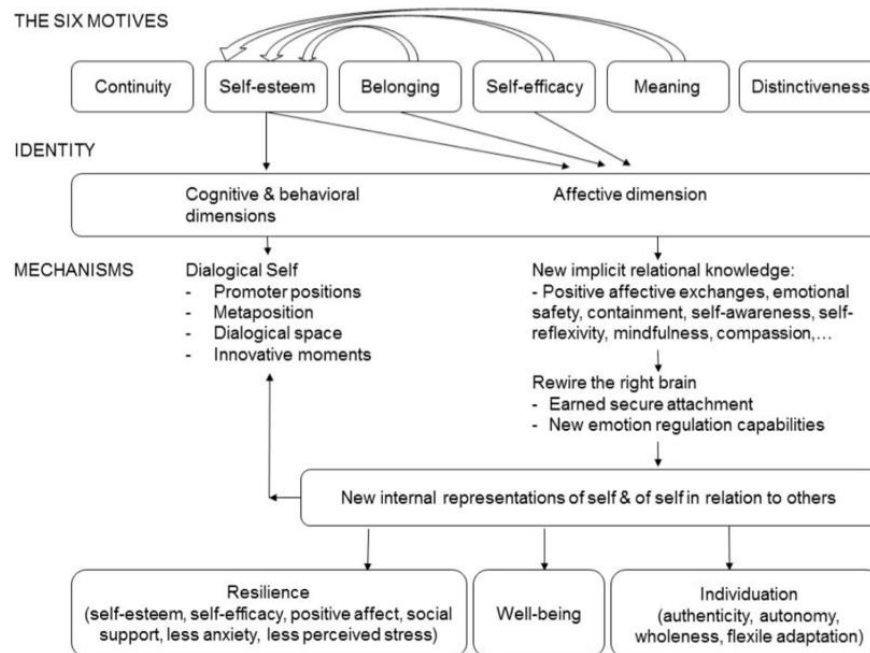 THE SIX MOTIVES
Continuity
Self-esteem
Belonging
Self-efficacy
Meaning
Distinctiveness
IDENTITY
Cognitive & behavioral
dimensions
Affective dimension
MECHANISMS
Dialogical Self
- Promoter positions
- Metaposition
- Dialogical space
- Innovative moments
New implicit relational knowledge:
- Positive affective exchanges, emotional
safety, containment, self-awareness, self-
reflexivity, mindfulness, compassion,...
Rewire the right brain
- Earned secure attachment
- New emotion regulation capabilities
New internal representations of self & of self in relation to others
Resilience
(self-esteem, self-efficacy, positive affect, social
support, less anxiety, less perceived stress)
Well-being
Individuation
(authenticity, autonomy,
wholeness, flexile adaptation)